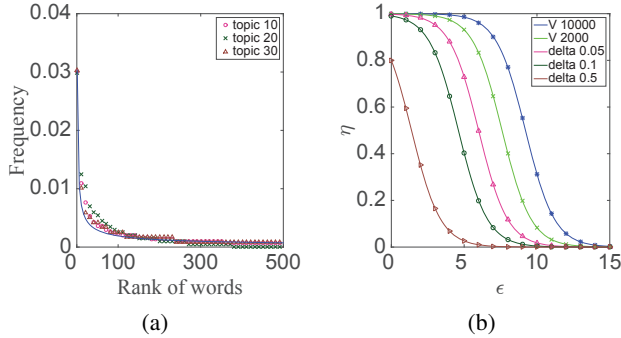 topic 10
topic 20
topic 30
0.04
0.03
0.02
0.01
0
Frequency
0 100 300 500
Rank of words
(a)
V 10000
V 2000
delta 0.05
delta 0.1
delta 0.5
1
0.8
0.6
0.4
0.2
0
η
0 5 10 15
ϵ
(b)